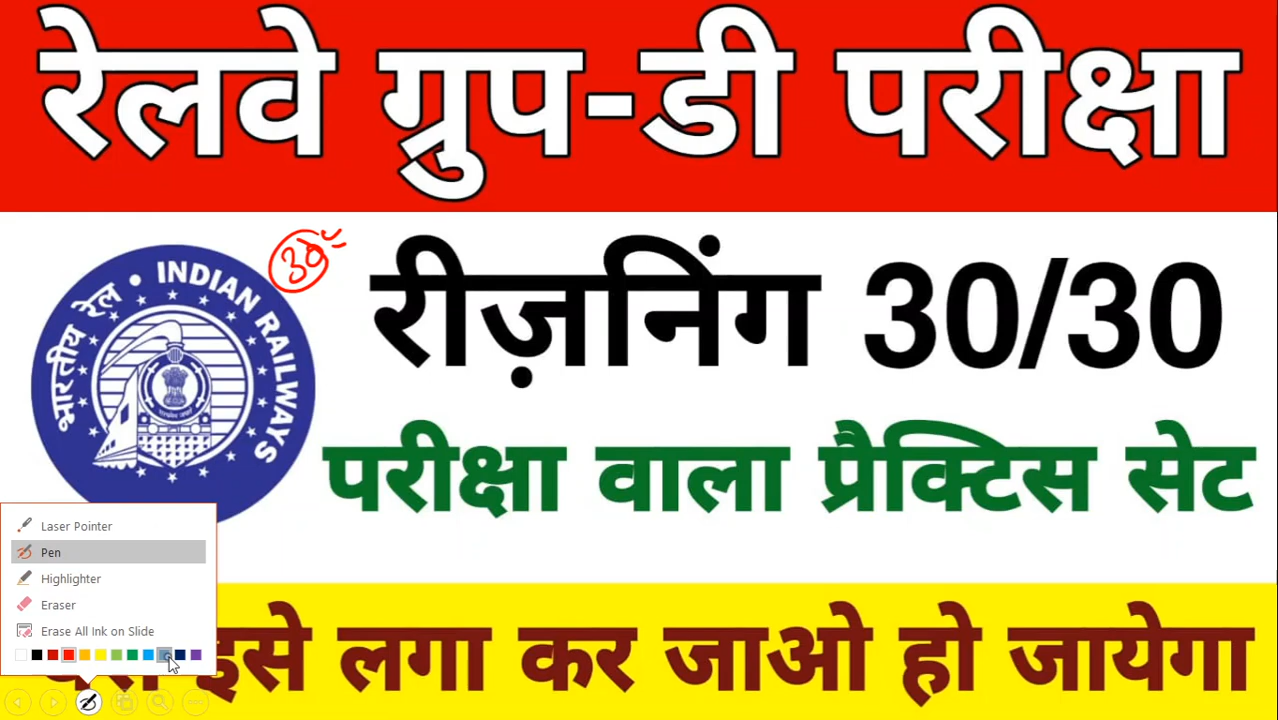 रेलवे ग्रुप-डी परीक्षा
भारतीय रेल • INDIAN RAILWAYS
30
रीज़निंग 30/30
परीक्षा वाला प्रैक्टिस सेट
Laser Pointer
Pen
Highlighter
Eraser
Erase All Ink on Slide
इसे लगा कर जाओ हो जायेगा